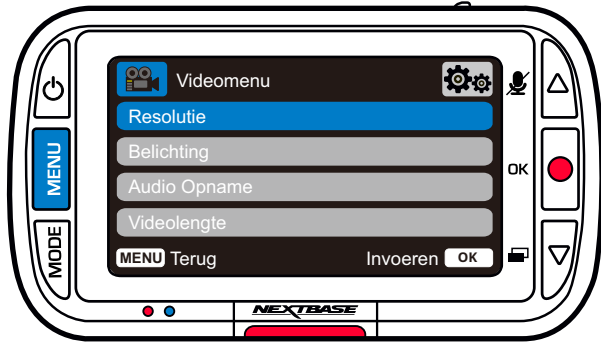 Videomenu
Resolutie
Belichting
Audio Opname
Videolengte
MENU Terug
Invoeren OK
MENU
MODE
OK
NEXTBASE